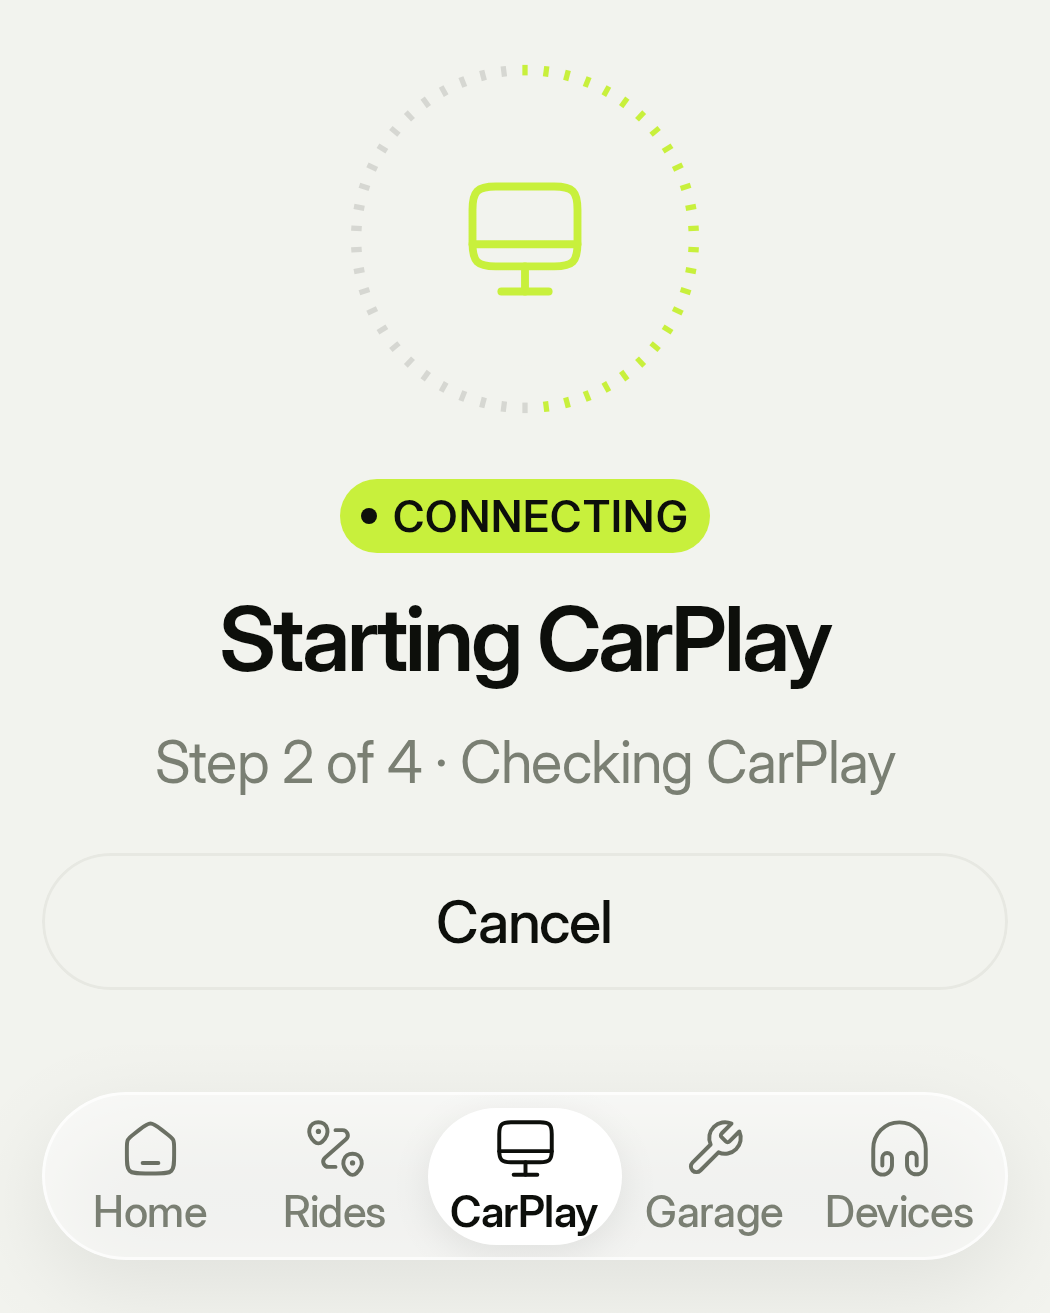 • CONNECTING
Starting CarPlay
Step 2 of 4 · Checking CarPlay
Cancel
Home Rides CarPlay Garage Devices